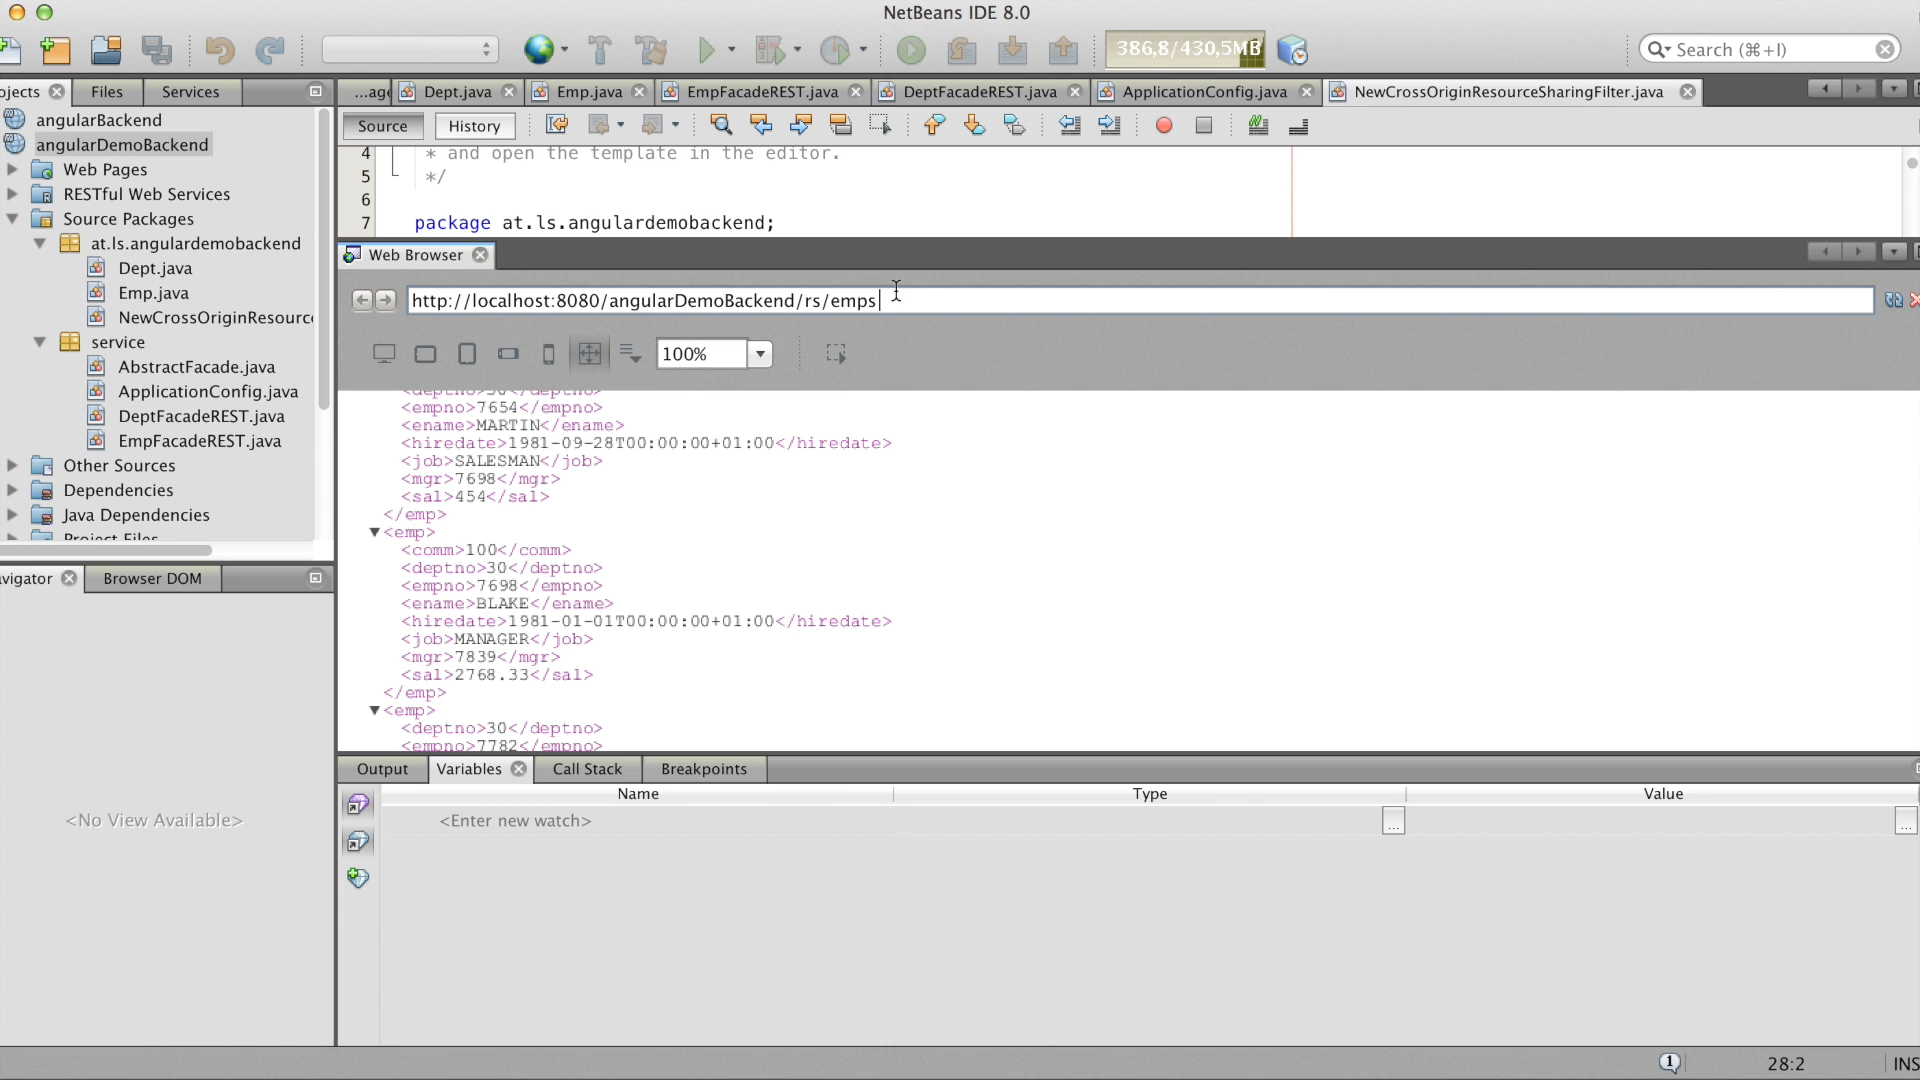 NetBeans IDE 8.0
386,8/430,5MB
Search (⌘+I)
ojects
Files
Services
...age
Dept.java
Emp.java
EmpFacadeREST.java
DeptFacadeREST.java
ApplicationConfig.java
NewCrossOriginResourceSharingFilter.java
Source
History
angularBackend
angularDemoBackend
Web Pages
RESTful Web Services
Source Packages
at.ls.angulardemobackend
Dept.java
Emp.java
NewCrossOriginResourc
service
AbstractFacade.java
ApplicationConfig.java
DeptFacadeREST.java
EmpFacadeREST.java
Other Sources
Dependencies
Java Dependencies
Project Files
4 * and open the template in the editor.
5 */
6
7 package at.ls.angulardemobackend;
Web Browser
http://localhost:8080/angularDemoBackend/rs/emps
100%
<deptno>30</deptno>
<empno>7654</empno>
<ename>MARTIN</ename>
<hiredate>1981-09-28T00:00:00+01:00</hiredate>
<job>SALESMAN</job>
<mgr>7698</mgr>
<sal>454</sal>
</emp>
▼<emp>
<comm>100</comm>
<deptno>30</deptno>
<empno>7698</empno>
<ename>BLAKE</ename>
<hiredate>1981-01-01T00:00:00+01:00</hiredate>
<job>MANAGER</job>
<mgr>7839</mgr>
<sal>2768.33</sal>
</emp>
▼<emp>
<deptno>30</deptno>
<empno>7782</empno>
avigator
Browser DOM
<No View Available>
Output
Variables
Call Stack
Breakpoints
Name
Type
Value
<Enter new watch>
...
...
1
28:2
INS